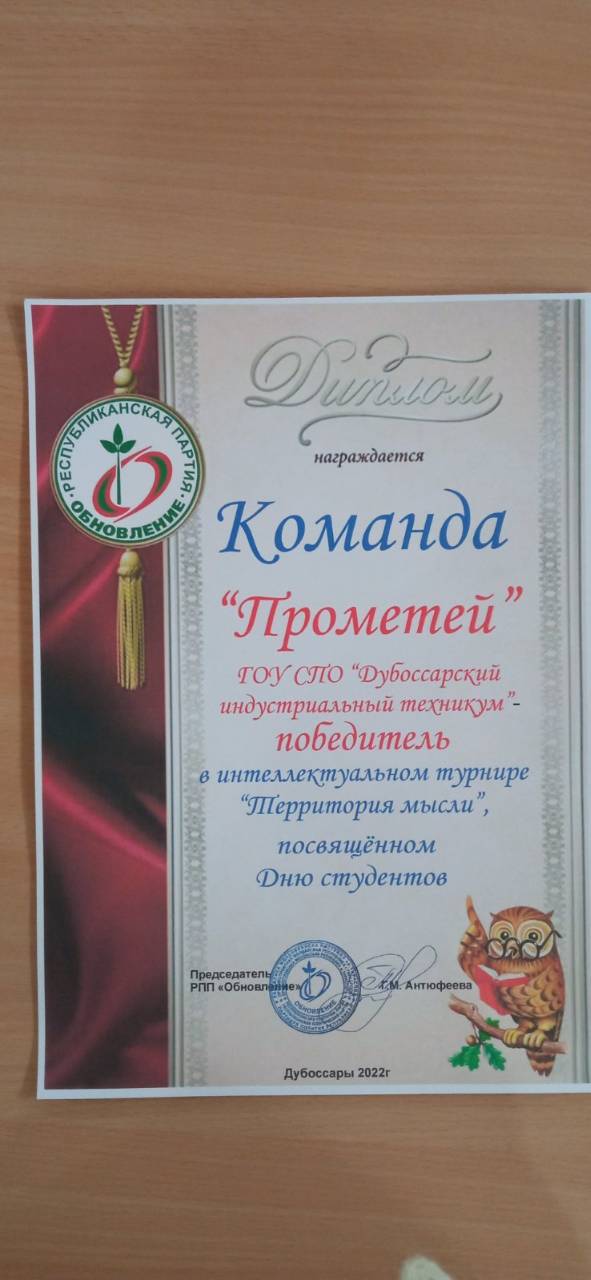 Диплом
награждается
РЕСПУБЛИКАНСКАЯ ПАРТИЯ
ОБНОВЛЕНИЕ
Команда
“Прометей”
ГОУ СПО “Дубоссарский
индустриальный техникум”-
победитель
в интеллектуальном турнире
“Территория мысли”,
посвящённом
Дню студентов
Председатель
РПП «Обновление» Г.М. Антюфеева
ОБНОВЛЕНИЕ
Дубоссары 2022г